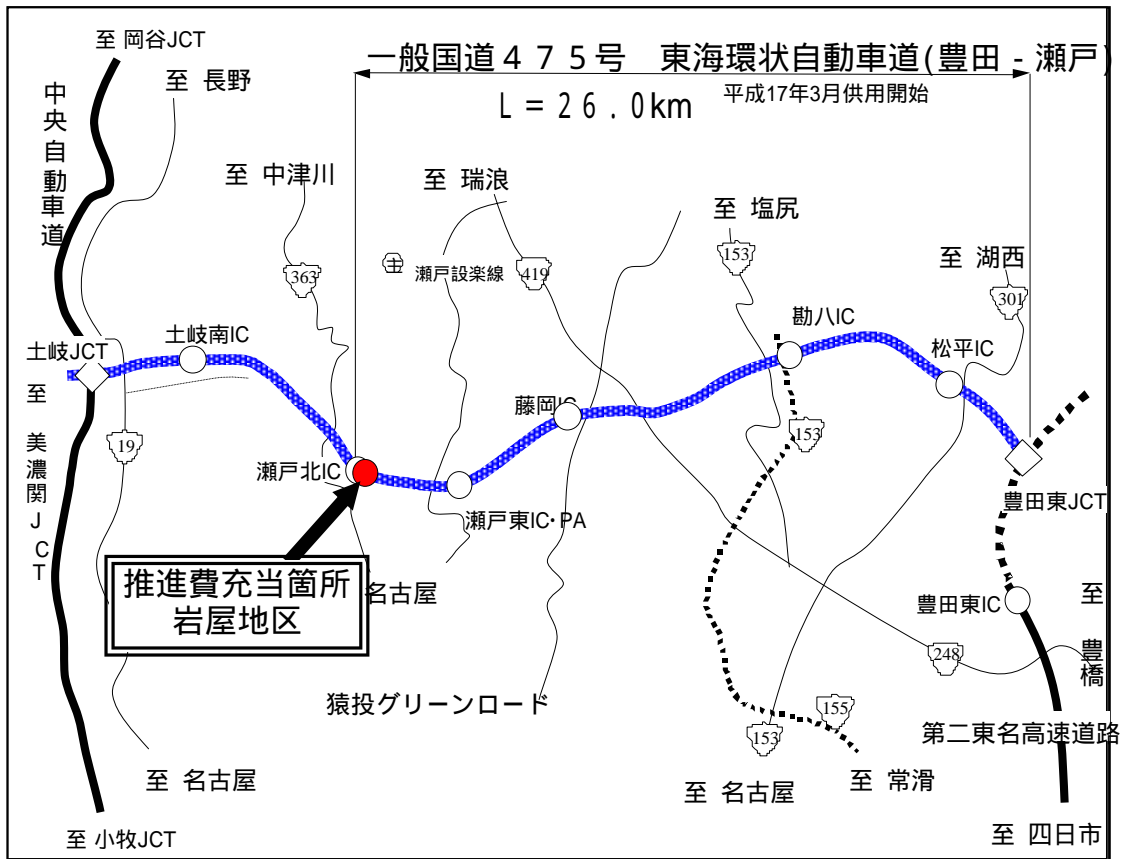 一般国道４７５号　東海環状自動車道(豊田 - 瀬戸)
平成17年3月供用開始
L = 26.0km
至 岡谷JCT
至 長野
中央自動車道
至 中津川
至 瑞浪
至 塩尻
至 湖西
363
主
瀬戸設楽線
419
153
301
土岐JCT
土岐南IC
勘八IC
松平IC
至 美濃関JCT
19
藤岡IC
153
瀬戸北IC
瀬戸東IC・PA
豊田東JCT
推進費充当箇所
岩屋地区
名古屋
豊田東IC
至 豊橋
248
猿投グリーンロード
155
153
第二東名高速道路
至 名古屋
至 名古屋
至 常滑
至 小牧JCT
至 四日市